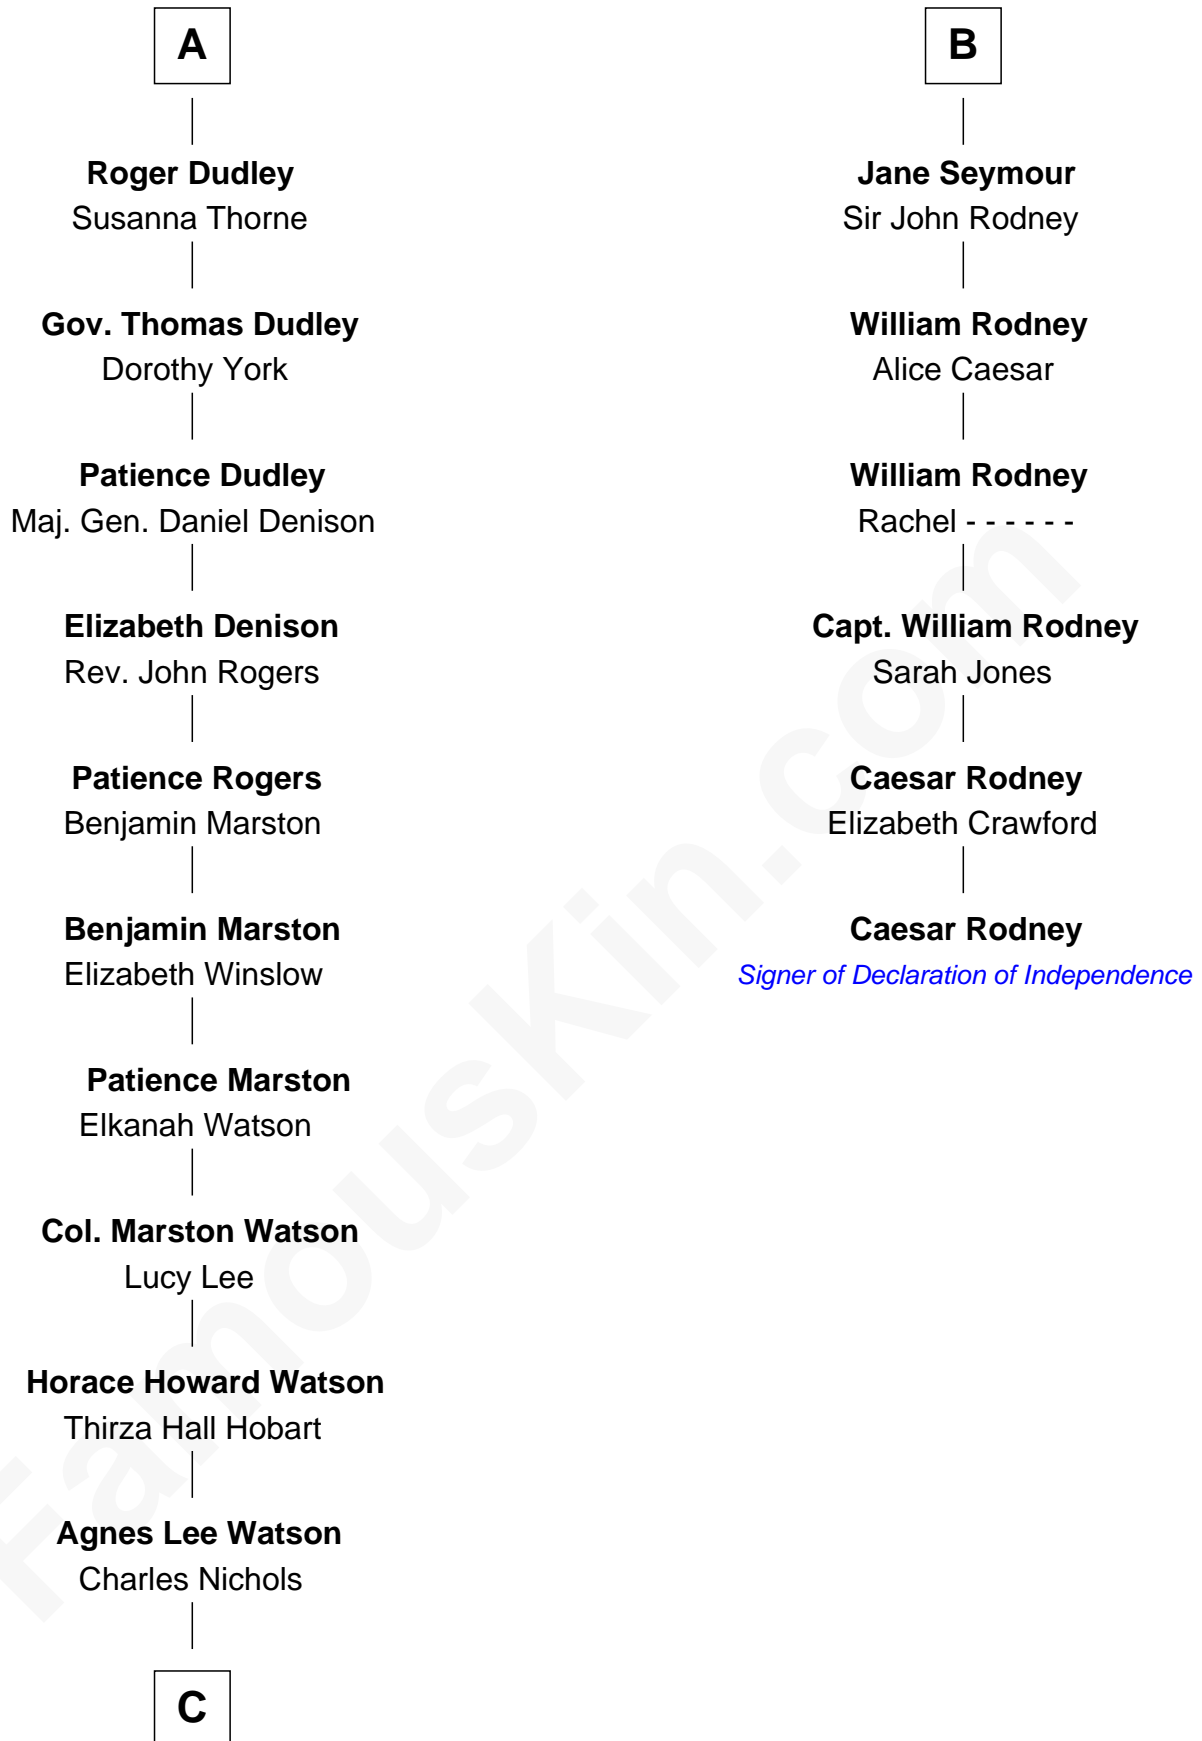 A
Roger Dudley
Susanna Thorne
Gov. Thomas Dudley
Dorothy York
Patience Dudley
Maj. Gen. Daniel Denison
Elizabeth Denison
Rev. John Rogers
Patience Rogers
Benjamin Marston
Benjamin Marston
Elizabeth Winslow
Patience Marston
Elkanah Watson
Col. Marston Watson
Lucy Lee
Horace Howard Watson
Thirza Hall Hobart
Agnes Lee Watson
Charles Nichols
C
B
Jane Seymour
Sir John Rodney
William Rodney
Alice Caesar
William Rodney
Rachel - - - - - -
Capt. William Rodney
Sarah Jones
Caesar Rodney
Elizabeth Crawford
Caesar Rodney
Signer of Declaration of Independence
FamousKin.com